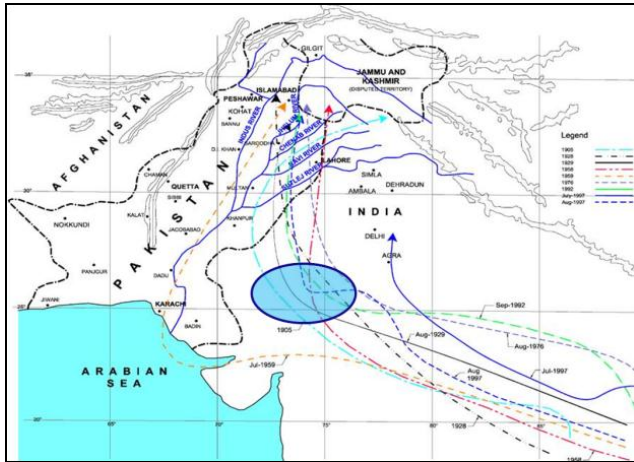 GILGIT
JAMMU AND
KASHMIR
(DISPUTED TERRITORY)
ISLAMABAD
PESHAWAR
KOHAT
BANNU
INDUS RIVER
CHENAB RIVER
RAVI RIVER
SUTLEJ RIVER
SARGODHA
D.I. KHAN
LAHORE
AFGHANISTAN
PAKISTAN
CHAMAN
QUETTA
SIBBI
MULTAN
SIMLA
AMBALA
DEHRADUN
KALAT
NOKKUNDI
JACOBABAD
KHANPUR
INDIA
DELHI
AGRA
PANJGUR
DADU
JIWANI
KARACHI
BADIN
ARABIAN
SEA
1905
Jul-1959
Sep-1992
Aug-1929
Aug-1976
Aug
1997
Jul-1997
1928
1958
Legend
1905
1928
1929
1958
1959
1976
1992
July-1997
Aug-1997